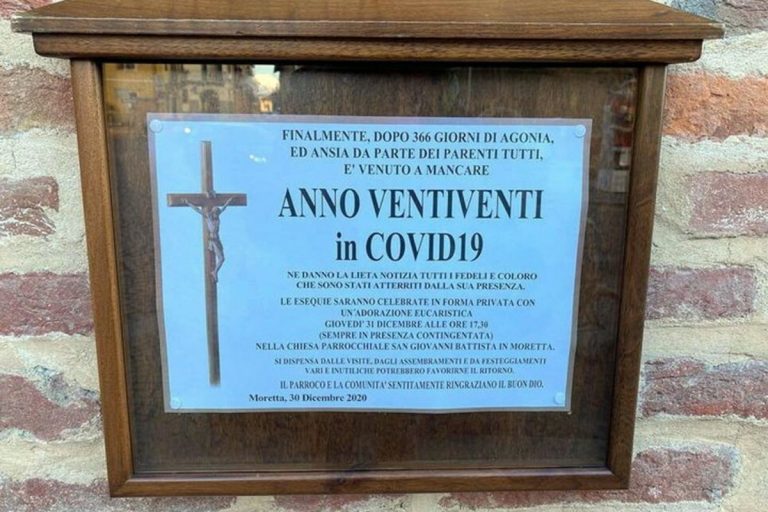 FINALMENTE, DOPO 366 GIORNI DI AGONIA,
ED ANSIA DA PARTE DEI PARENTI TUTTI,
E' VENUTO A MANCARE
ANNO VENTIVENTI
in COVID19
NE DANNO LA LIETA NOTIZIA TUTTI I FEDELI E COLORO
CHE SONO STATI ATTERRITI DALLA SUA PRESENZA.
LE ESEQUIE SARANNO CELEBRATE IN FORMA PRIVATA CON
UN'ADORAZIONE EUCARISTICA
GIOVEDI' 31 DICEMBRE ALLE ORE 17,30
(SEMPRE IN PRESENZA CONTINGENTATA)
NELLA CHIESA PARROCCHIALE SAN GIOVANNI BATTISTA IN MORETTA.
SI DISPENSA DALLE VISITE, DAGLI ASSEMBRAMENTI E DA FESTEGGIAMENTI
VARI E INUTILI CHE POTREBBERO FAVORIRNE IL RITORNO.
IL PARROCO E LA COMUNITA' SENTITAMENTE RINGRAZIANO IL BUON DIO.
Moretta, 30 Dicembre 2020